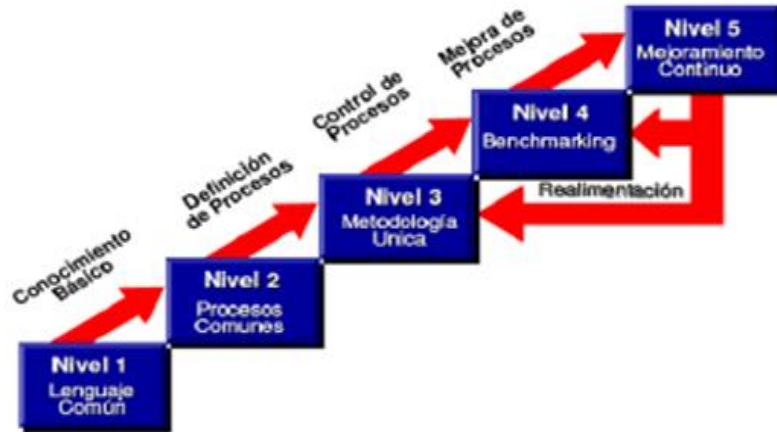 Nivel 5
Mejoramiento
Continuo
Mejora de
Procesos
Nivel 4
Benchmarking
Control de
Procesos
Realimentación
Nivel 3
Metodología
Unica
Definición
de Procesos
Nivel 2
Procesos
Comunes
Conocimiento
Básico
Nivel 1
Lenguaje
Común